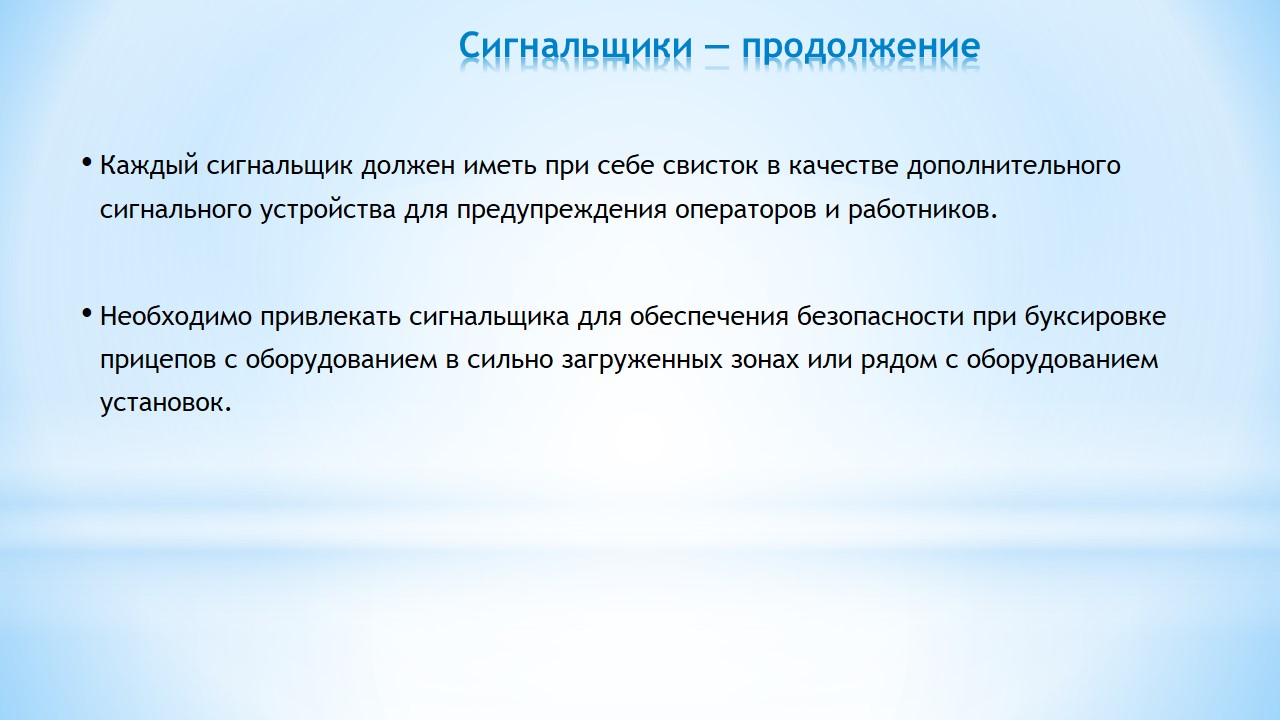 Сигнальщики — продолжение
• Каждый сигнальщик должен иметь при себе свисток в качестве дополнительного
сигнального устройства для предупреждения операторов и работников.
• Необходимо привлекать сигнальщика для обеспечения безопасности при буксировке
прицепов с оборудованием в сильно загруженных зонах или рядом с оборудованием
установок.